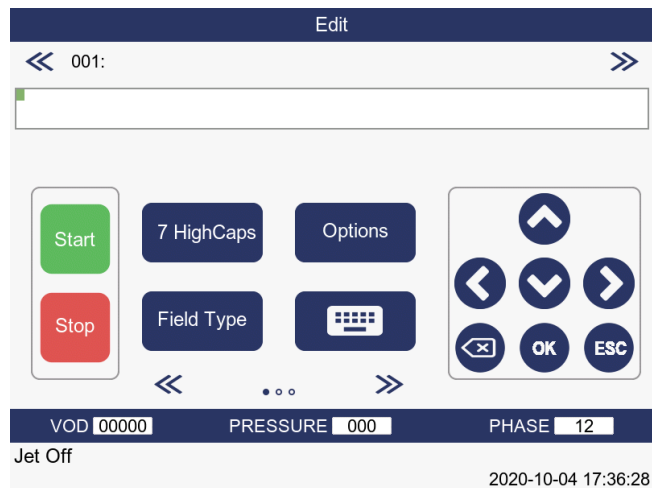 Edit
001:
Start
7 HighCaps
Options
Stop
Field Type
OK
ESC
VOD 00000 PRESSURE 000 PHASE 12
Jet Off
2020-10-04 17:36:28